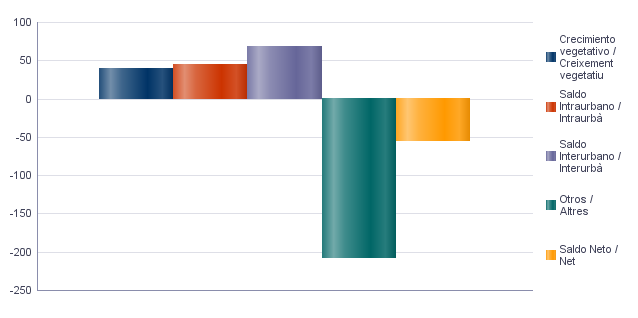 100
50
0
-50
-100
-150
-200
-250
Crecimiento
vegetativo /
Creixement
vegetatiu
Saldo
Intraurbano /
Intraurbà
Saldo
Interurbano /
Interurbà
Otros /
Altres
Saldo Neto /
Net